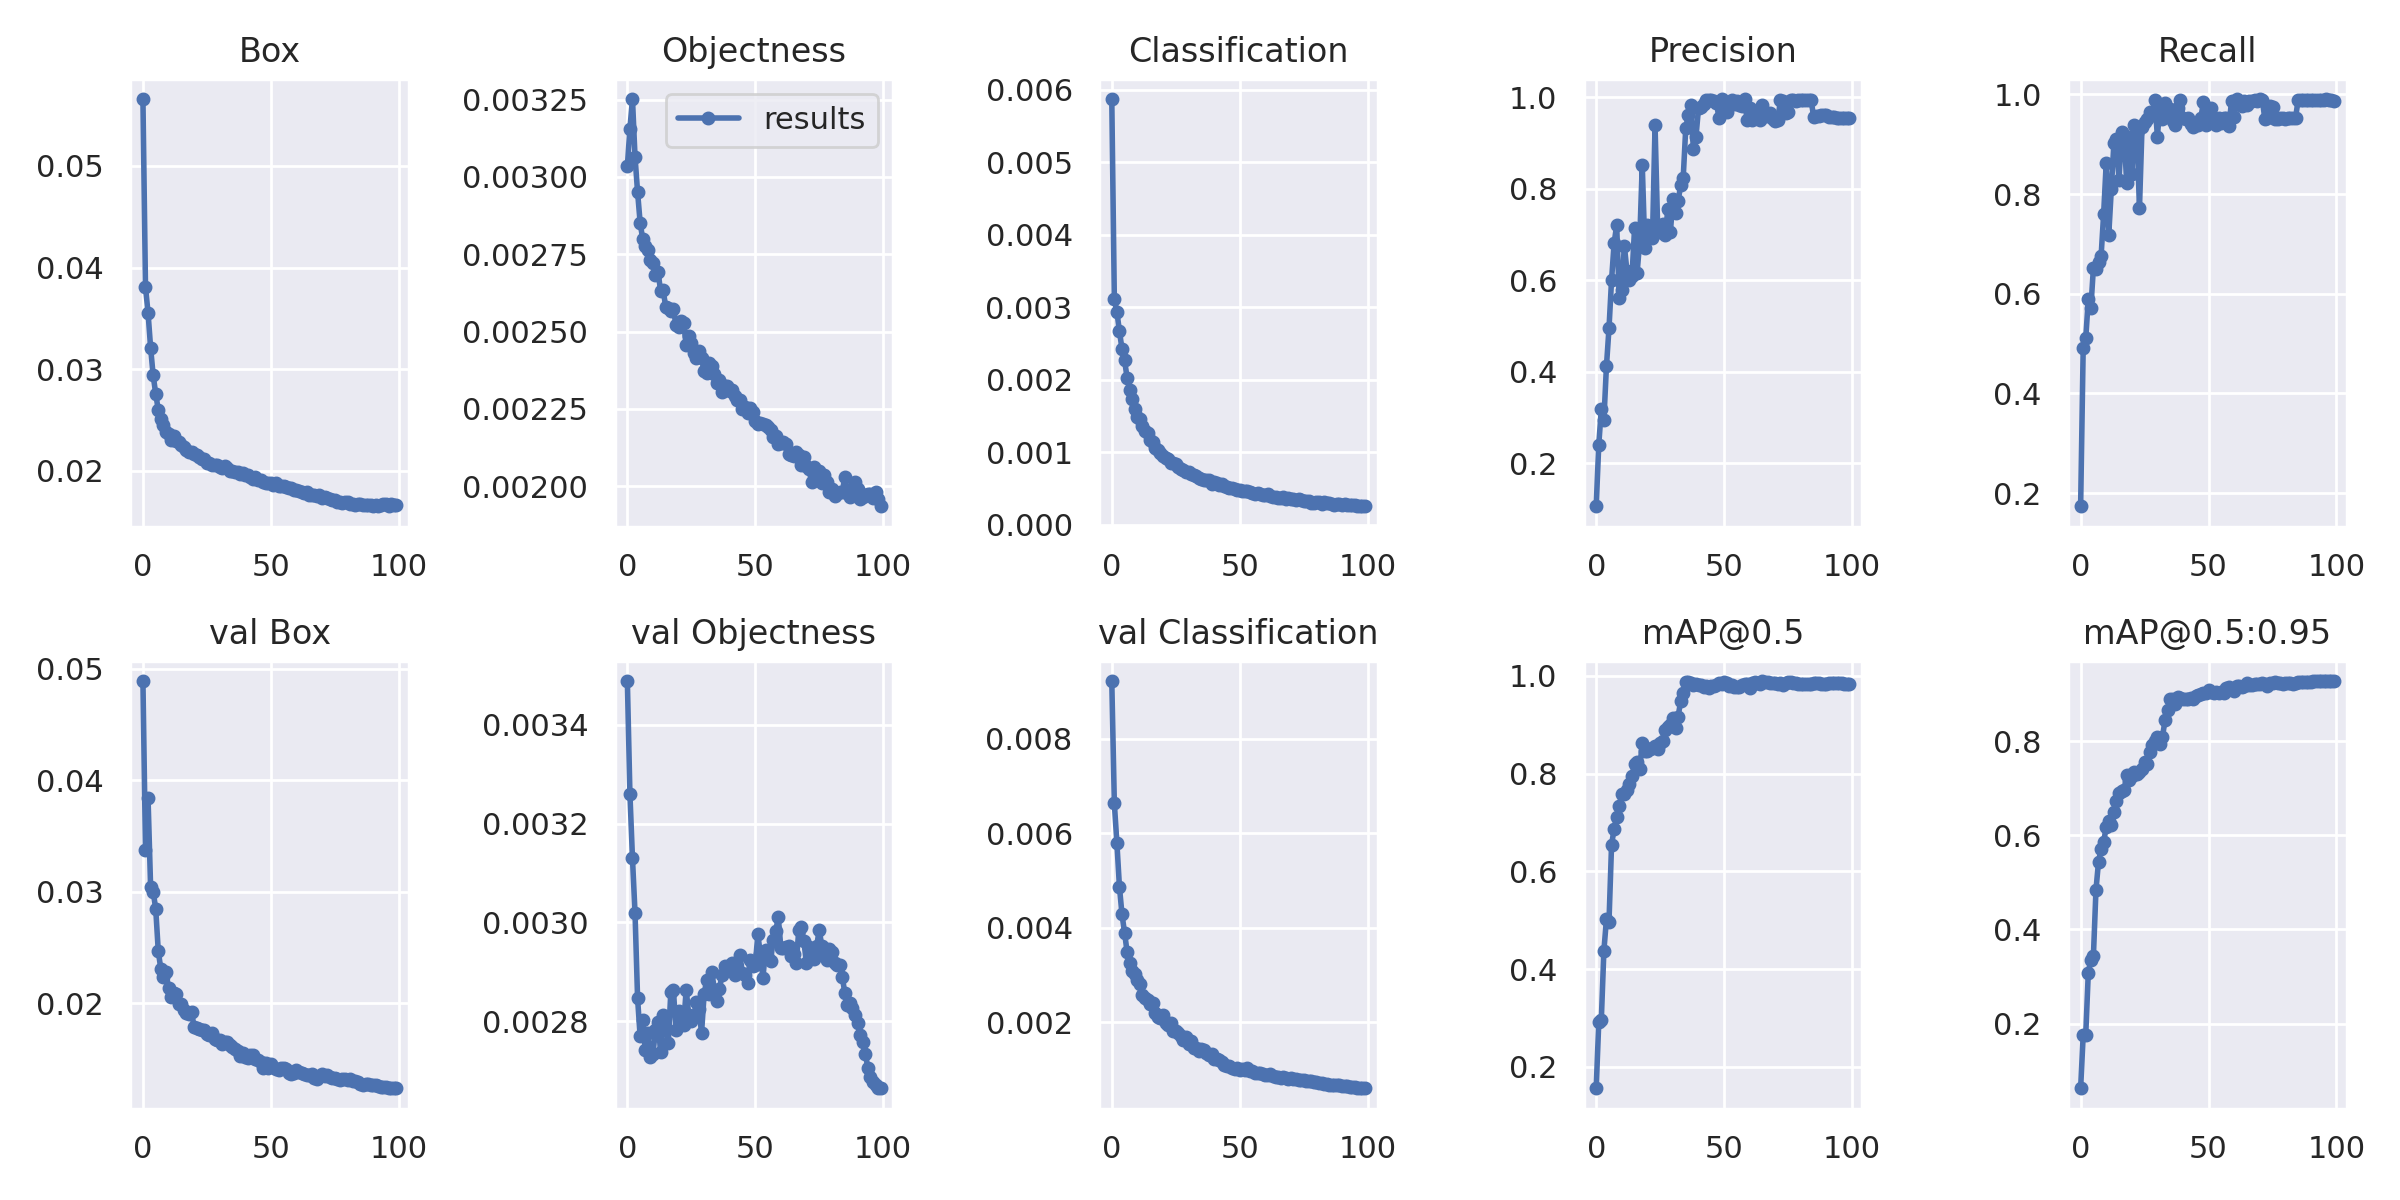 Box
0.05
0.04
0.03
0.02
0 50 100
Objectness
results
0.00325
0.00300
0.00275
0.00250
0.00225
0.00200
0 50 100
Classification
0.006
0.005
0.004
0.003
0.002
0.001
0.000
0 50 100
Precision
1.0
0.8
0.6
0.4
0.2
0 50 100
Recall
1.0
0.8
0.6
0.4
0.2
0 50 100
val Box
0.05
0.04
0.03
0.02
0 50 100
val Objectness
0.0034
0.0032
0.0030
0.0028
0 50 100
val Classification
0.008
0.006
0.004
0.002
0 50 100
mAP@0.5
1.0
0.8
0.6
0.4
0.2
0 50 100
mAP@0.5:0.95
0.8
0.6
0.4
0.2
0 50 100